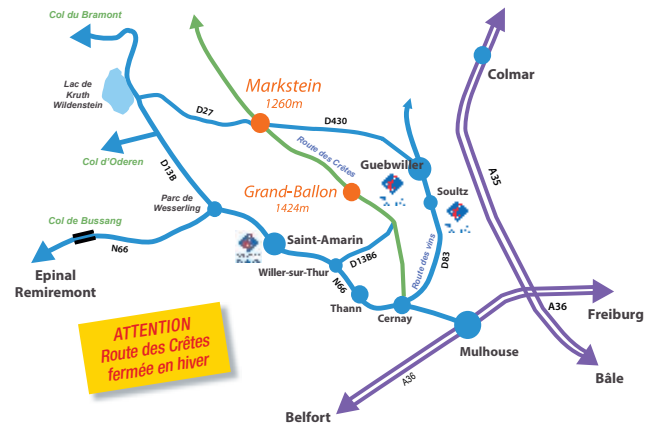 Col du Bramont
Lac de
Kruth
Wildenstein
Markstein
1260m
Colmar
D27
D430
Route des Crêtes
Guebwiller
A35
Col d'Oderen
D13B
Grand-Ballon
1424m
Soultz
Parc de
Wesserling
Col de Bussang
N66
Saint-Amarin
Route des vins
D83
Epinal
Remiremont
Willer-sur-Thur
D13B6
N66
Thann
Cernay
A36
Freiburg
ATTENTION
Route des Crêtes
fermée en hiver
Mulhouse
A36
Bâle
Belfort